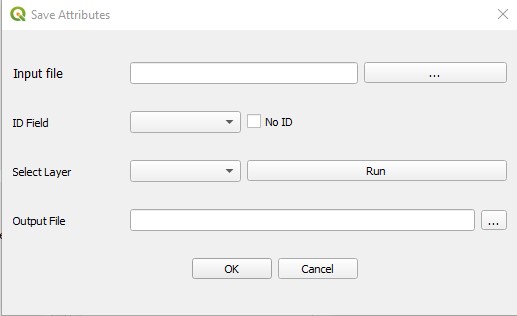 Save Attributes
Input file ...
ID Field No ID
Select Layer Run
Output File ...
OK Cancel